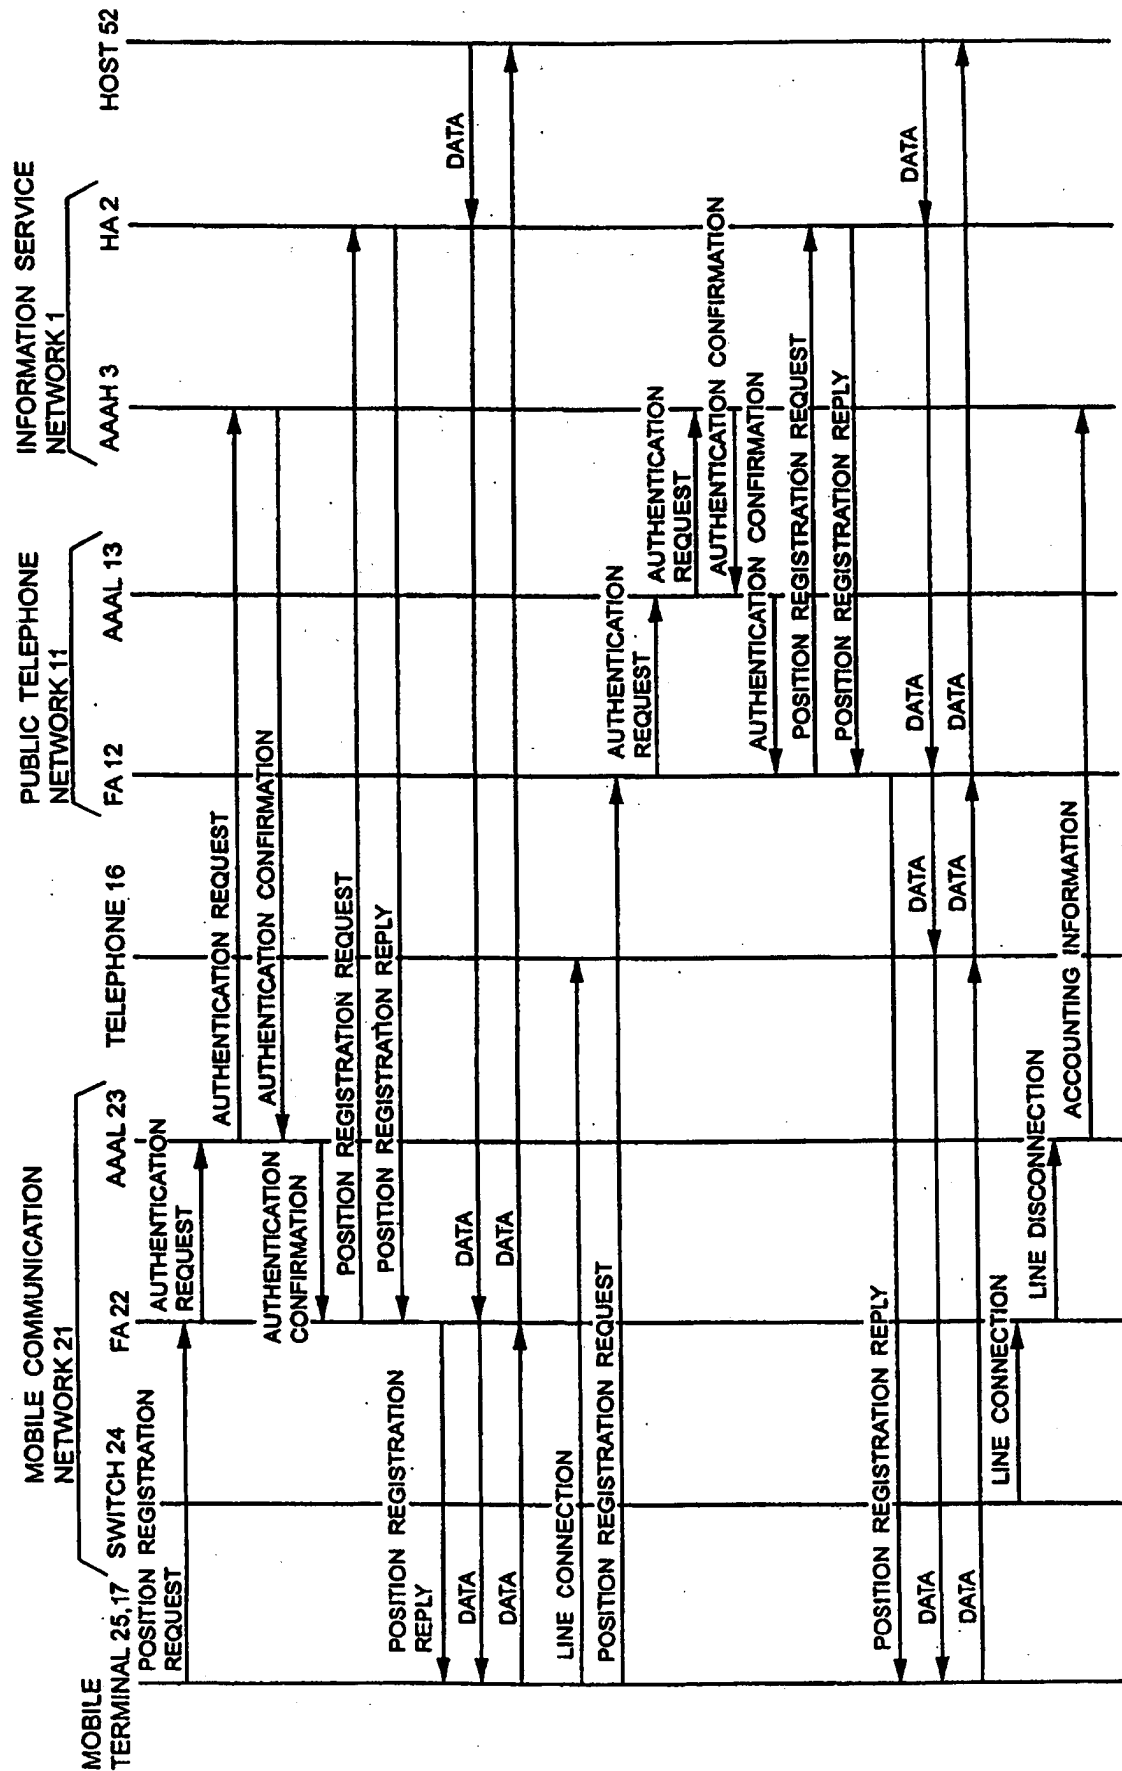 MOBILE
TERMINAL 25,17
MOBILE COMMUNICATION
NETWORK 21
SWITCH 24
FA 22
AAAL 23
TELEPHONE 16
PUBLIC TELEPHONE
NETWORK 11
FA 12
AAAL 13
INFORMATION SERVICE
NETWORK 1
AAH 3
HA 2
HOST 52
POSITION REGISTRATION
REQUEST
AUTHENTICATION
REQUEST
AUTHENTICATION REQUEST
AUTHENTICATION CONFIRMATION
AUTHENTICATION
CONFIRMATION
POSITION REGISTRATION REQUEST
POSITION REGISTRATION REPLY
POSITION REGISTRATION
REPLY
DATA
DATA
DATA
DATA
DATA
LINE CONNECTION
POSITION REGISTRATION REQUEST
AUTHENTICATION
REQUEST
AUTHENTICATION
REQUEST
AUTHENTICATION CONFIRMATION
AUTHENTICATION CONFIRMATION
POSITION REGISTRATION REQUEST
POSITION REGISTRATION REPLY
POSITION REGISTRATION REPLY
DATA
DATA
DATA
DATA
DATA
DATA
DATA
LINE CONNECTION
LINE DISCONNECTION
ACCOUNTING INFORMATION